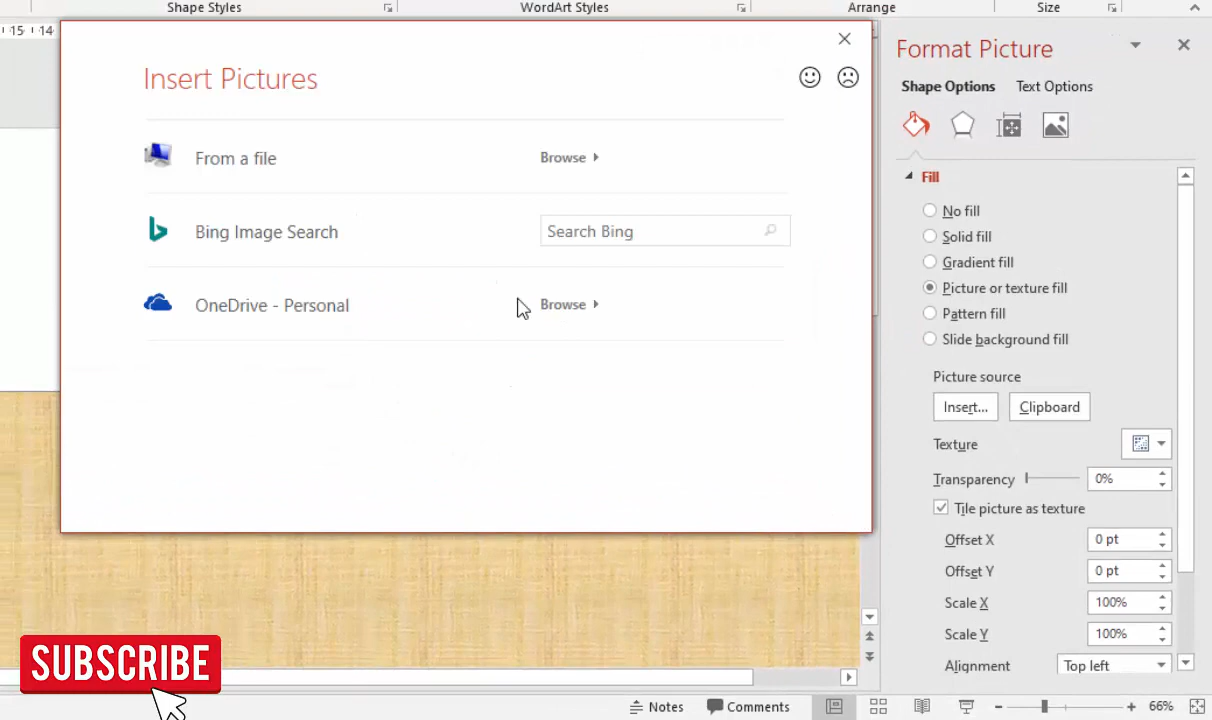 Shape Styles
WordArt Styles
Arrange
Size
15 14
Insert Pictures
From a file
Browse
Bing Image Search
Search Bing
OneDrive - Personal
Browse
Format Picture
Shape Options
Text Options
Fill
No fill
Solid fill
Gradient fill
Picture or texture fill
Pattern fill
Slide background fill
Picture source
Insert...
Clipboard
Texture
Transparency
0%
Tile picture as texture
Offset X
0 pt
Offset Y
0 pt
Scale X
100%
Scale Y
100%
Alignment
Top left
SUBSCRIBE
Notes
Comments
66%